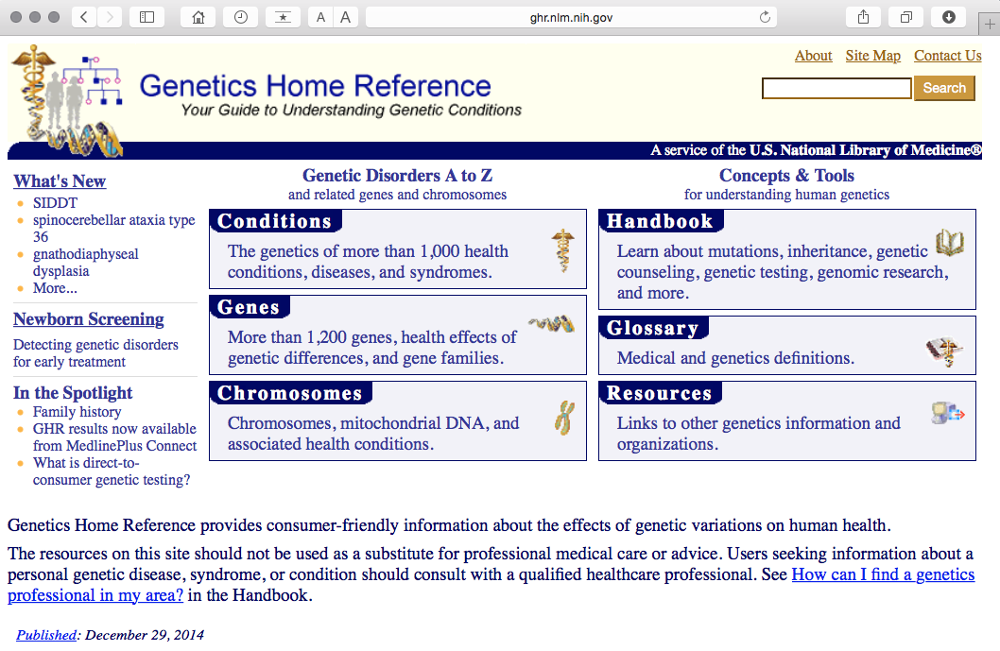 A A
ghr.nlm.nih.gov
About Site Map Contact Us
Search
Genetics Home Reference
Your Guide to Understanding Genetic Conditions
A service of the U.S. National Library of Medicine®
What's New
SIDDT
spinocerebellar ataxia type
36
gnathodiaphyseal
dysplasia
More...
Newborn Screening
Detecting genetic disorders
for early treatment
In the Spotlight
Family history
GHR results now available
from MedlinePlus Connect
What is direct-to-
consumer genetic testing?
Genetic Disorders A to Z
and related genes and chromosomes
Conditions
The genetics of more than 1,000 health
conditions, diseases, and syndromes.
Genes
More than 1,200 genes, health effects of
genetic differences, and gene families.
Chromosomes
Chromosomes, mitochondrial DNA, and
associated health conditions.
Concepts & Tools
for understanding human genetics
Handbook
Learn about mutations, inheritance, genetic
counseling, genetic testing, genomic research,
and more.
Glossary
Medical and genetics definitions.
Resources
Links to other genetics information and
organizations.
Genetics Home Reference provides consumer-friendly information about the effects of genetic variations on human health.
The resources on this site should not be used as a substitute for professional medical care or advice. Users seeking information about a
personal genetic disease, syndrome, or condition should consult with a qualified healthcare professional. See How can I find a genetics
professional in my area? in the Handbook.
Published: December 29, 2014